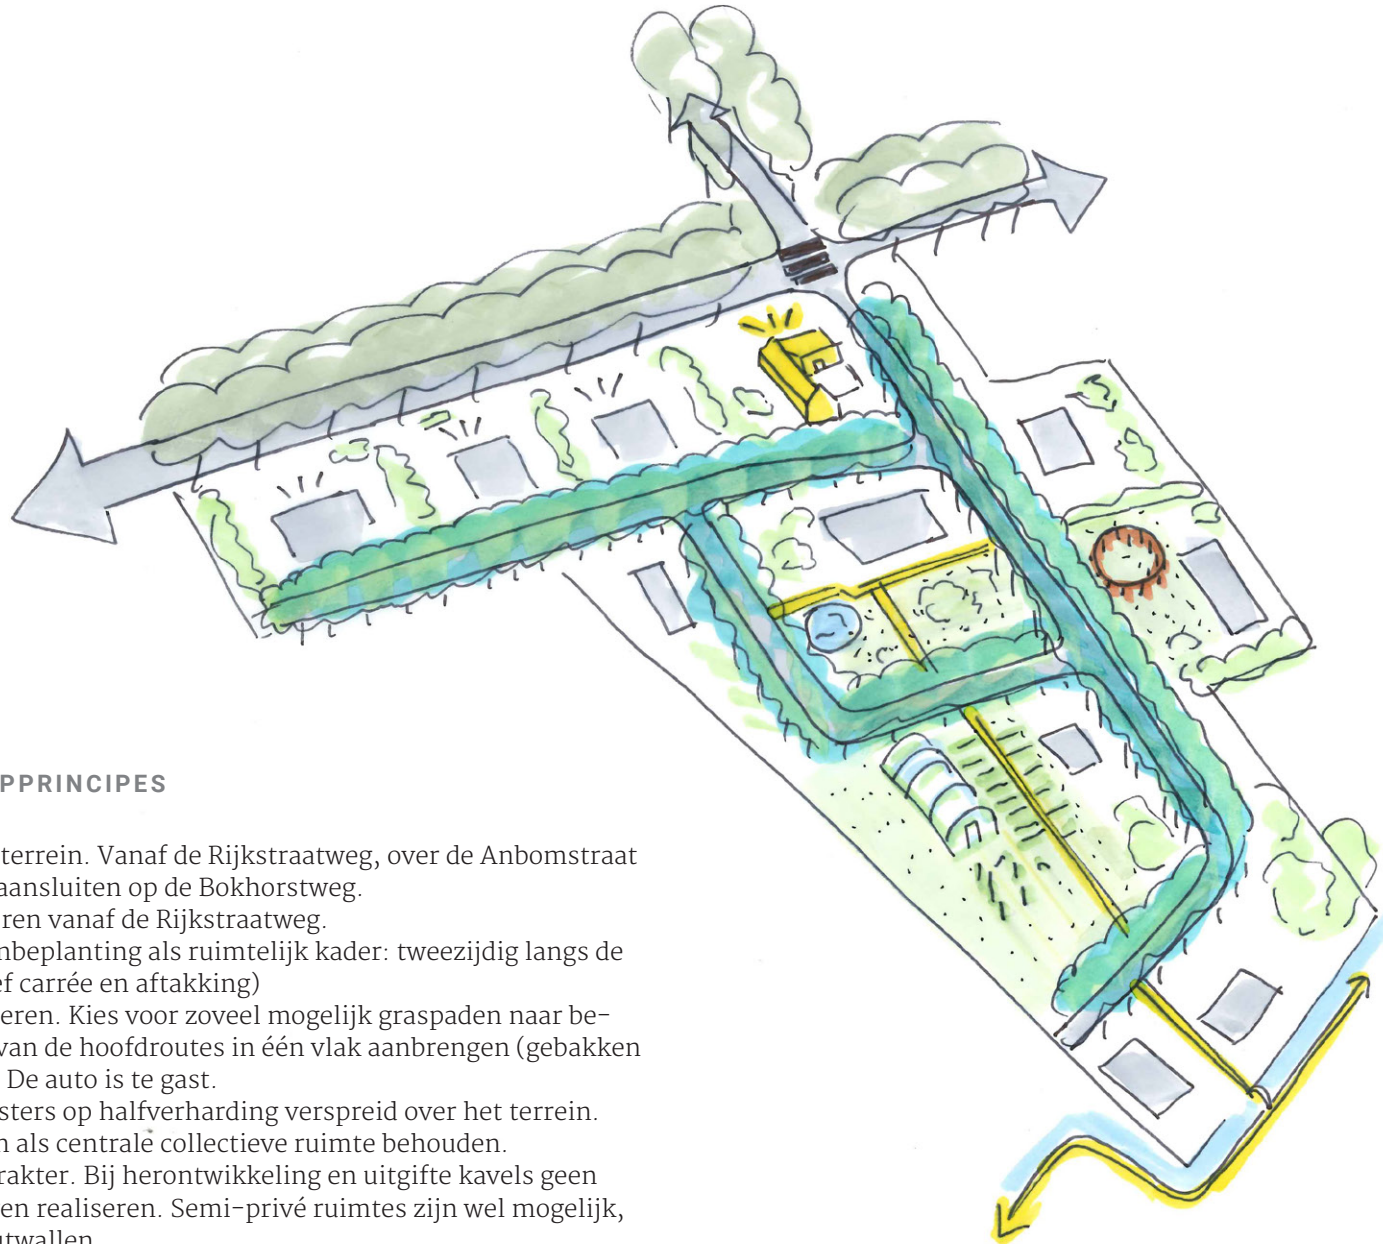 PPRINCIPES
terrein. Vanaf de Rijkstraatweg, over de Anbomstraat
aansluiten op de Bokhorstweg.
ren vanaf de Rijkstraatweg.
nbeplanting als ruimtelijk kader: tweezijdig langs de
ef carrée en aftakking)
eren. Kies voor zoveel mogelijk graspaden naar be-
van de hoofdroutes in één vlak aanbrengen (gebakken
De auto is te gast.
sters op halfverharding verspreid over het terrein.
n als centrale collectieve ruimte behouden.
rakter. Bij herontwikkeling en uitgifte kavels geen
en realiseren. Semi-privé ruimtes zijn wel mogelijk,
utwallen